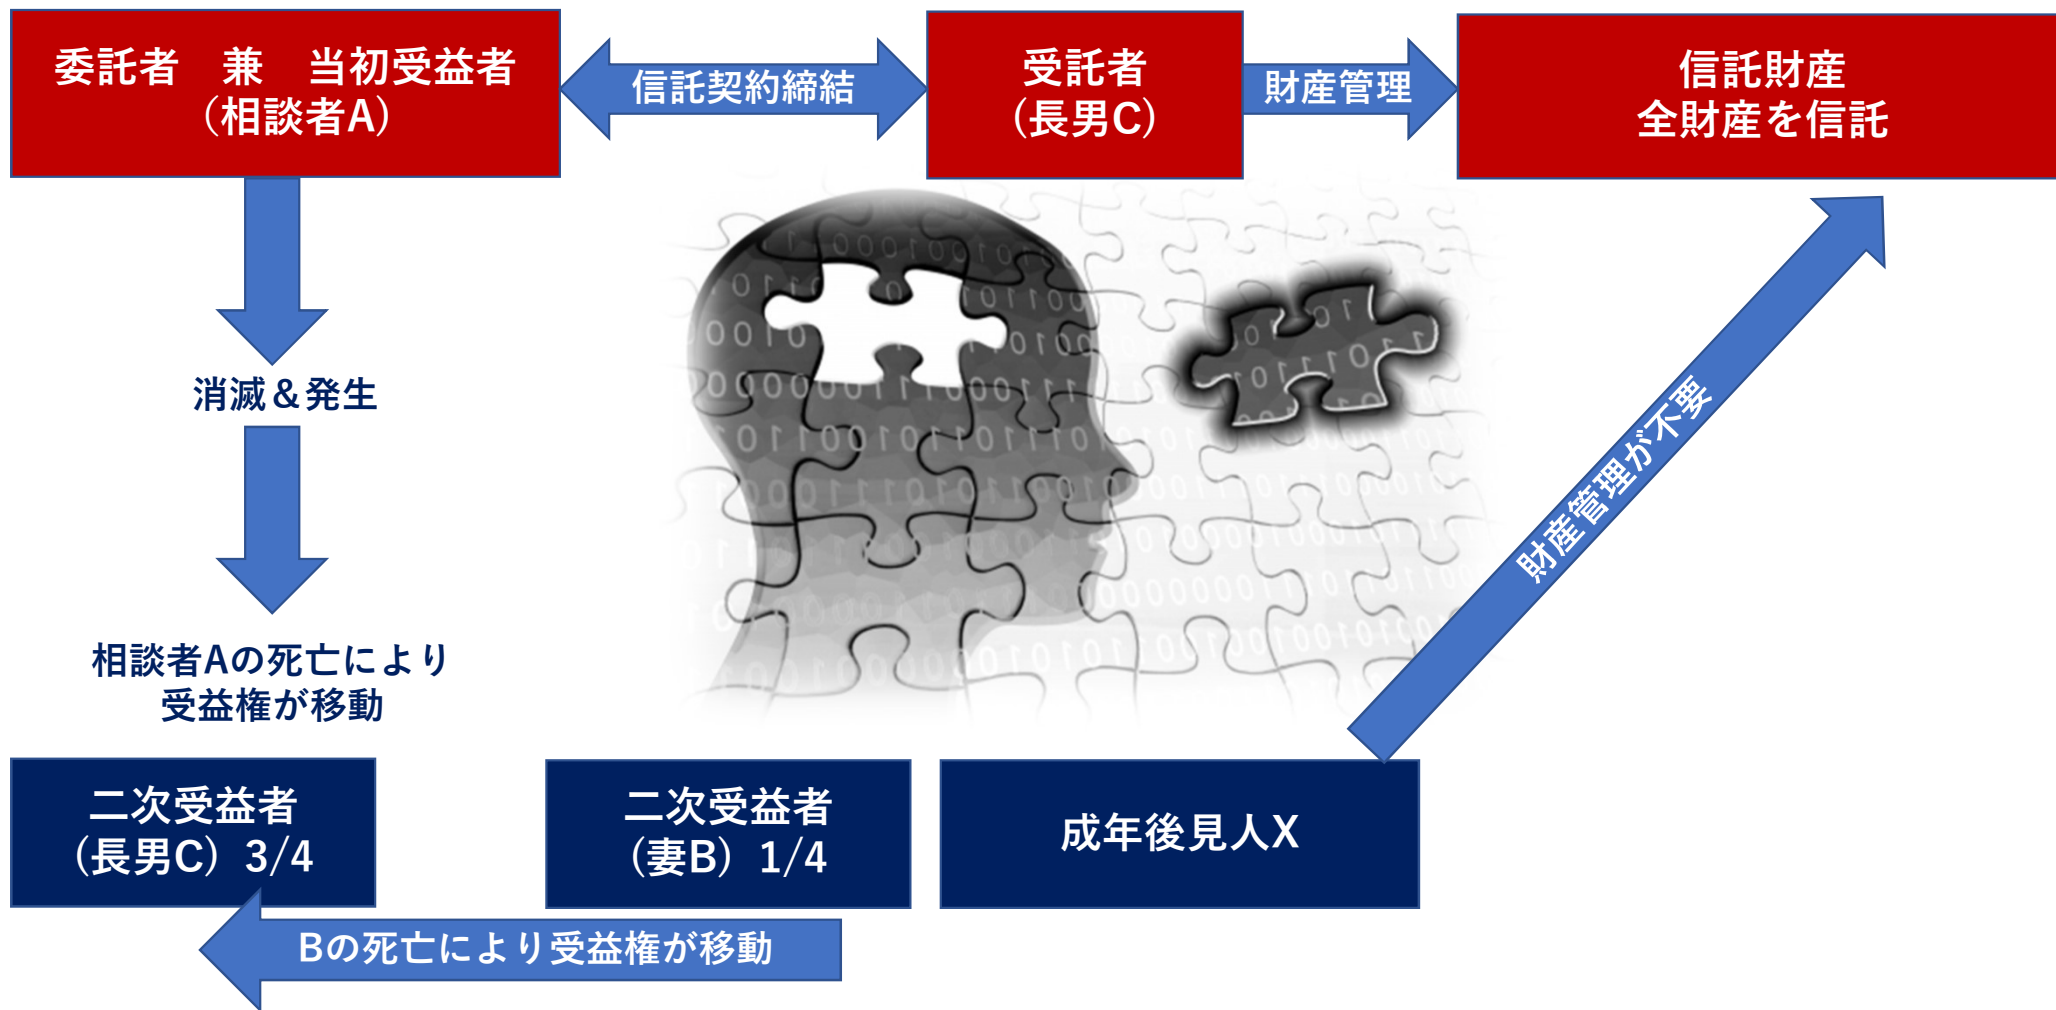 委託者　兼　当初受益者
（相談者A）
信託契約締結
受託者
（長男C）
財産管理
信託財産
全財産を信託
消滅＆発生
相談者Aの死亡により
受益権が移動
財産管理が不要
二次受益者
（長男C）3/4
二次受益者
（妻B）1/4
成年後見人X
Bの死亡により受益権が移動